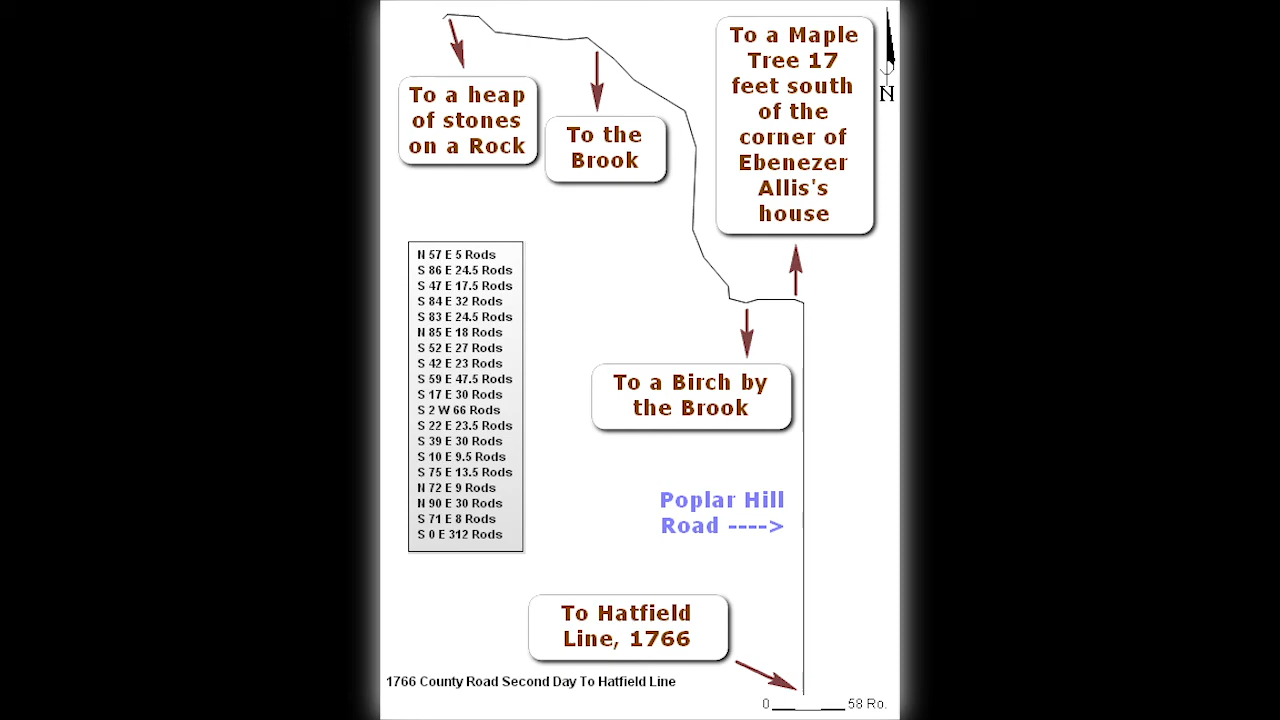 To a heap
of stones
on a Rock
To the
Brook
To a Maple
Tree 17
feet south
of the
corner of
Ebenezer
Allis's
house
N
N 57 E 5 Rods
S 86 E 24.5 Rods
S 47 E 17.5 Rods
S 84 E 32 Rods
S 83 E 24.5 Rods
N 85 E 18 Rods
S 52 E 27 Rods
S 42 E 23 Rods
S 59 E 47.5 Rods
S 17 E 30 Rods
S 2 W 66 Rods
S 22 E 23.5 Rods
S 39 E 30 Rods
S 10 E 9.5 Rods
S 75 E 13.5 Rods
N 72 E 9 Rods
N 90 E 30 Rods
S 71 E 8 Rods
S 0 E 312 Rods
To a Birch by
the Brook
Poplar Hill
Road ---->
To Hatfield
Line, 1766
1766 County Road Second Day To Hatfield Line
0 58 Ro.